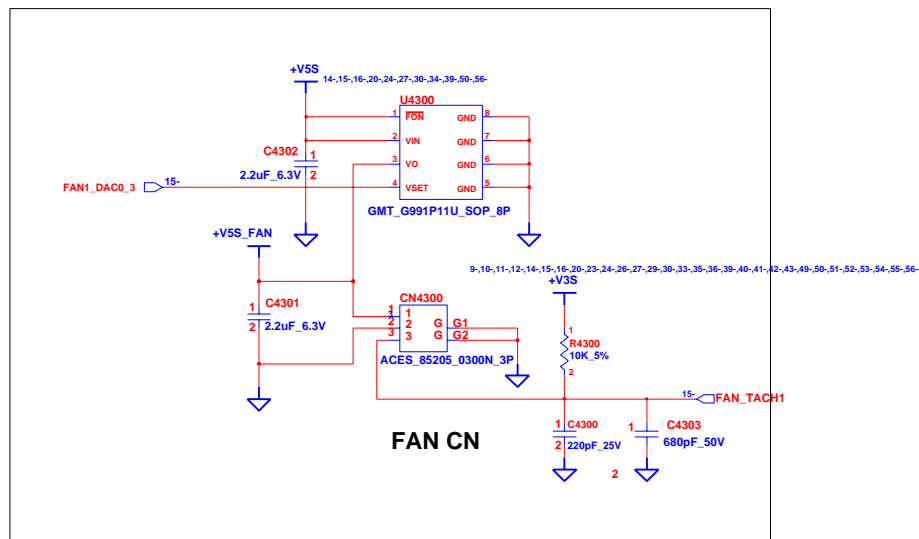 +V5S
14-,15-,16-,20-,24-,27-,30-,34-,39-,50-,56-
U4300
1 FON GND 8
2 VIN GND 7
3 VO GND 6
4 VSET GND 5
GMT_G991P11U_SOP_8P
C4302
1
2.2uF_6.3V
2
FAN1_DAC0_3
15-
+V5S_FAN
C4301
1
2.2uF_6.3V
2
CN4300
1 1
2 2 G G1
3 3 G G2
3
ACES_85205_0300N_3P
9-,10-,11-,12-,14-,15-,16-,20-,23-,24-,26-,27-,29-,30-,33-,35-,36-,39-,40-,41-,42-,43-,49-,50-,51-,52-,53-,54-,55-,56-
+V3S
1
R4300
10K_5%
2
15-
FAN_TACH1
C4300
1
220pF_25V
2
C4303
1
680pF_50V
2
FAN CN